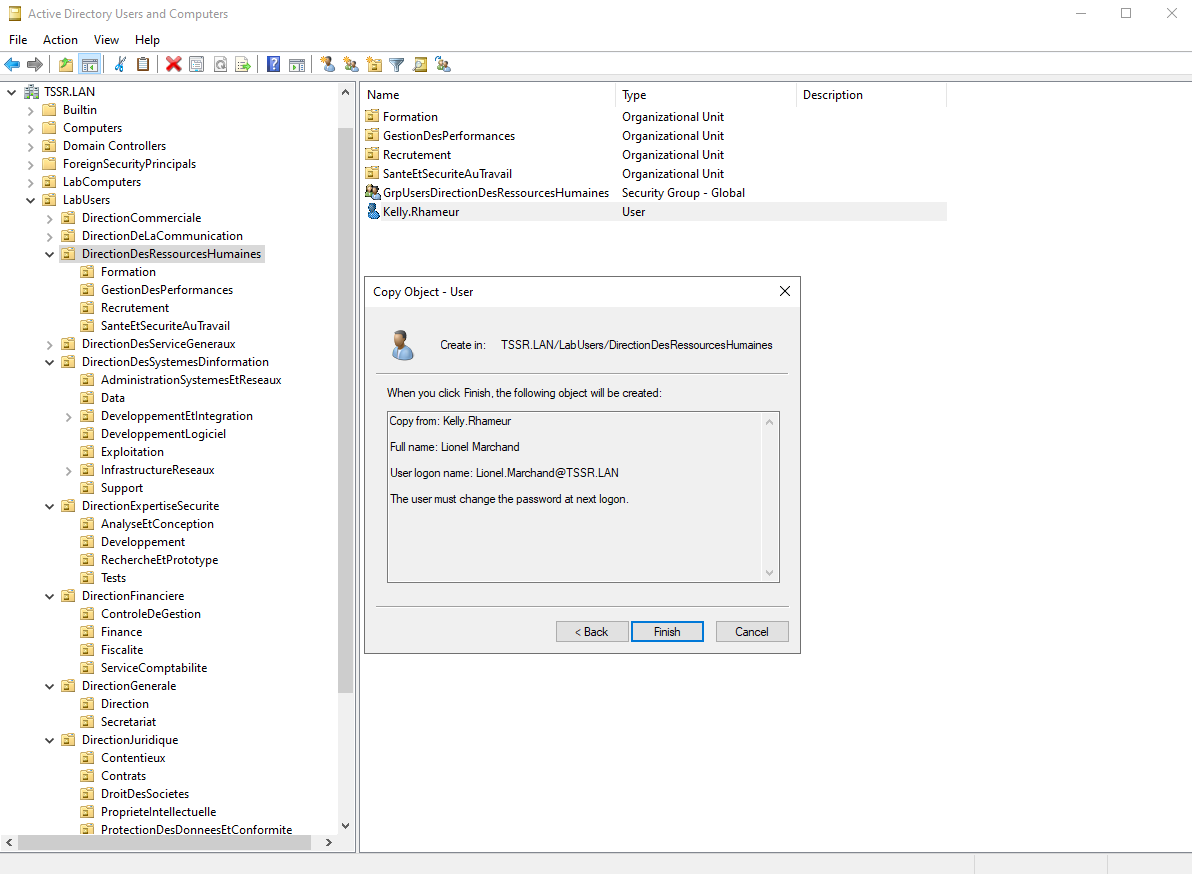 Active Directory Users and Computers
File Action View Help
TSSR.LAN
Builtin
Computers
Domain Controllers
ForeignSecurityPrincipals
LabComputers
LabUsers
DirectionCommerciale
DirectionDeLaCommunication
DirectionDesRessourcesHumaines
Formation
GestionDesPerformances
Recrutement
SanteEtSecuriteAuTravail
DirectionDesServiceGeneraux
DirectionDesSystemesDinformation
AdministrationSystemesEtReseaux
Data
DeveloppementEtIntegration
DeveloppementLogiciel
Exploitation
InfrastructureReseaux
Support
DirectionExpertiseSecurite
AnalyseEtConception
Developpement
RechercheEtPrototype
Tests
DirectionFinanciere
ControleDeGestion
Finance
Fiscalite
ServiceComptabilite
DirectionGenerale
Direction
Secretariat
DirectionJuridique
Contentieux
Contrats
DroitDesSocietes
ProprieteIntellectuelle
ProtectionDesDonneesEtConformite
Name Type Description
Formation Organizational Unit
GestionDesPerformances Organizational Unit
Recrutement Organizational Unit
SanteEtSecuriteAuTravail Organizational Unit
GrpUsersDirectionDesRessourcesHumaines Security Group - Global
Kelly.Rhameur User
Copy Object - User
Create in: TSSR.LAN/LabUsers/DirectionDesRessourcesHumaines
When you click Finish, the following object will be created:
Copy from: Kelly.Rhameur
Full name: Lionel Marchand
User logon name: Lionel.Marchand@TSSR.LAN
The user must change the password at next logon.
< Back Finish Cancel